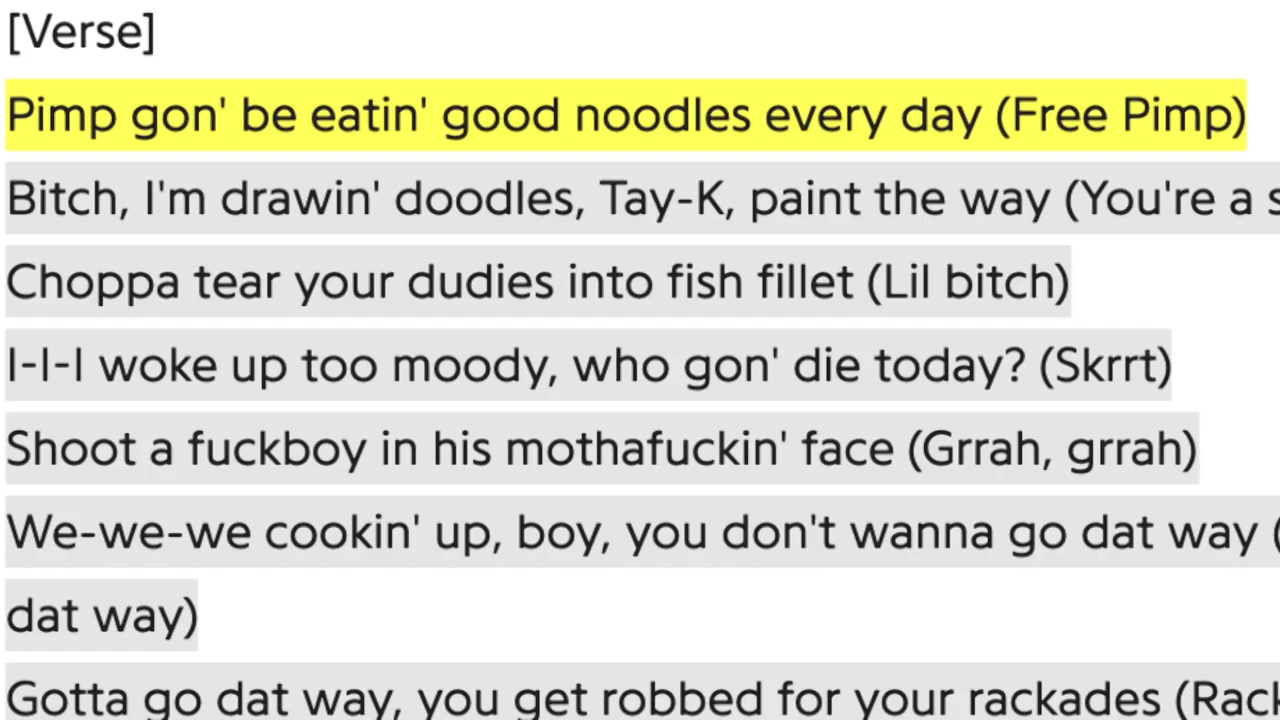 [Verse]
Pimp gon' be eatin' good noodles every day (Free Pimp)
Bitch, I'm drawin' doodles, Tay-K, paint the way (You're a
Choppa tear your dudies into fish fillet (Lil bitch)
I-I-I woke up too moody, who gon' die today? (Skrrt)
Shoot a fuckboy in his mothafuckin' face (Grrah, grrah)
We-we-we cookin' up, boy, you don't wanna go dat way (
dat way)
Gotta go dat way, you get robbed for your rackades (Rack